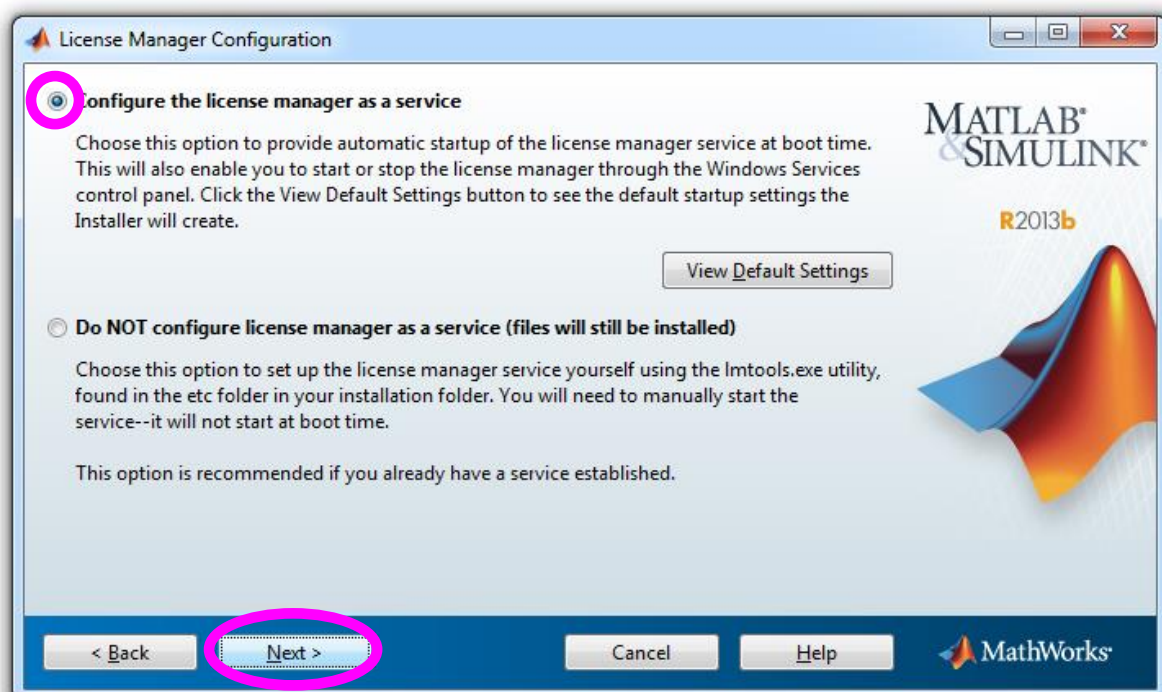 License Manager Configuration
Configure the license manager as a service
Choose this option to provide automatic startup of the license manager service at boot time.
This will also enable you to start or stop the license manager through the Windows Services
control panel. Click the View Default Settings button to see the default startup settings the
Installer will create.
View Default Settings
Do NOT configure license manager as a service (files will still be installed)
Choose this option to set up the license manager service yourself using the lmtools.exe utility,
found in the etc folder in your installation folder. You will need to manually start the
service--it will not start at boot time.
This option is recommended if you already have a service established.
MATLAB®
&SIMULINK®
R2013b
< Back
Next >
Cancel
Help
MathWorks®